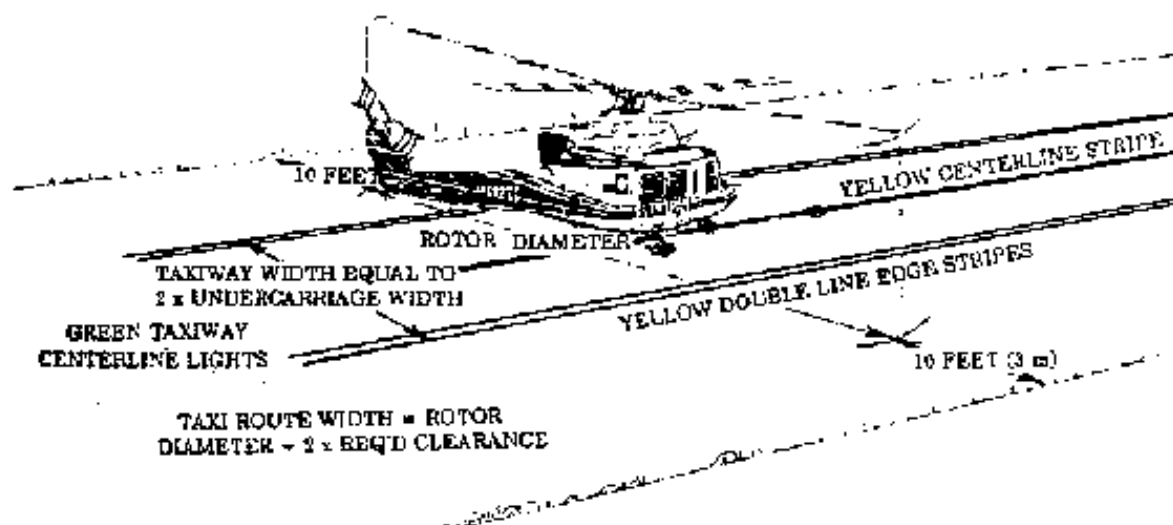 10 FEET
YELLOW CENTERLINE STRIPE
ROTOR DIAMETER
TAXIWAY WIDTH EQUAL TO
2 x UNDERCARRIAGE WIDTH
YELLOW DOUBLE LINE EDGE STRIPES
GREEN TAXIWAY
CENTERLINE LIGHTS
10 FEET (3 m)
TAXI ROUTE WIDTH = ROTOR
DIAMETER + 2 x REQ'D CLEARANCE